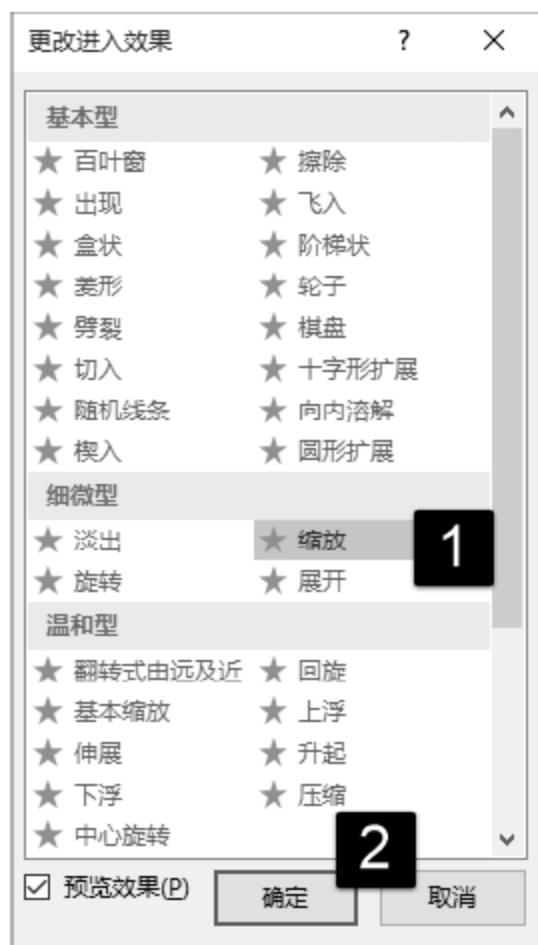 更改进入效果 ? ×
基本型
百叶窗 擦除
出现 飞入
盒状 阶梯状
菱形 轮子
劈裂 棋盘
切入 十字形扩展
随机线条 向内溶解
楔入 圆形扩展
细微型
淡出 缩放 1
旋转 展开
温和型
翻转式由远及近 回旋
基本缩放 上浮
伸展 升起
下浮 压缩
中心旋转 2
预览效果(P) 确定 取消